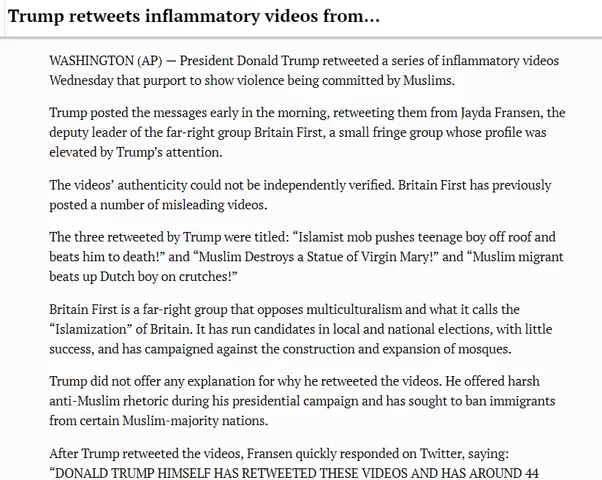 Trump retweets inflammatory videos from…
WASHINGTON (AP) — President Donald Trump retweeted a series of inflammatory videos
Wednesday that purport to show violence being committed by Muslims.
Trump posted the messages early in the morning, retweeting them from Jayda Fransen, the
deputy leader of the far-right group Britain First, a small fringe group whose profile was
elevated by Trump’s attention.
The videos’ authenticity could not be independently verified. Britain First has previously
posted a number of misleading videos.
The three retweeted by Trump were titled: “Islamist mob pushes teenage boy off roof and
beats him to death!” and “Muslim Destroys a Statue of Virgin Mary!” and “Muslim migrant
beats up Dutch boy on crutches!”
Britain First is a far-right group that opposes multiculturalism and what it calls the
“Islamization” of Britain. It has run candidates in local and national elections, with little
success, and has campaigned against the construction and expansion of mosques.
Trump did not offer any explanation for why he retweeted the videos. He offered harsh
anti-Muslim rhetoric during his presidential campaign and has sought to ban immigrants
from certain Muslim-majority nations.
After Trump retweeted the videos, Fransen quickly responded on Twitter, saying:
“DONALD TRUMP HIMSELF HAS RETWEETED THESE VIDEOS AND HAS AROUND 44